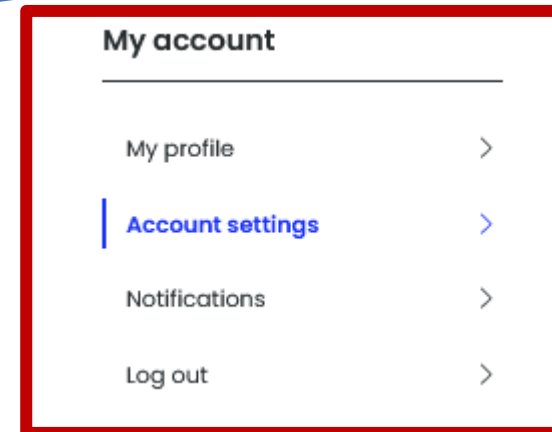 My account
My profile
Account settings
Notifications
Log out